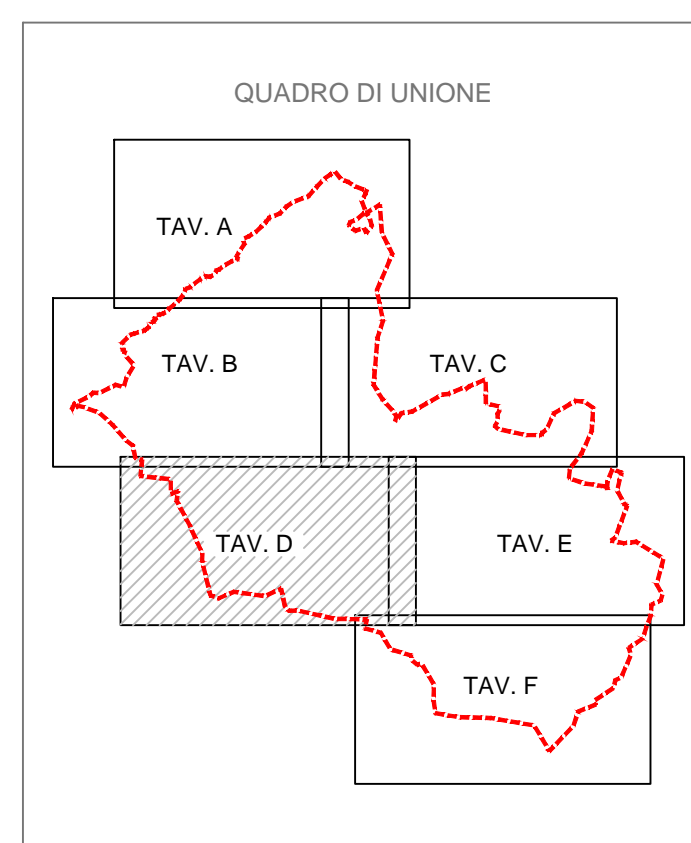 QUADRO DI UNIONE
TAV. A
TAV. B
TAV. C
TAV. D
TAV. E
TAV. F